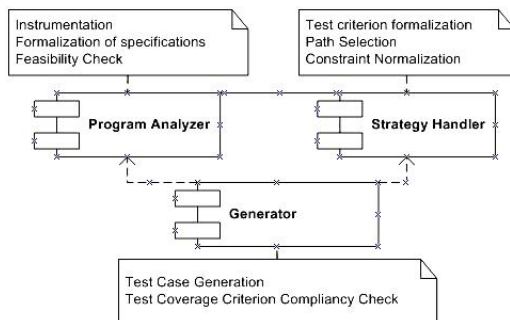 Instrumentation
Formalization of specifications
Feasibility Check
Test criterion formalization
Path Selection
Constraint Normalization
Program Analyzer
Strategy Handler
Generator
Test Case Generation
Test Coverage Criterion Compliancy Check